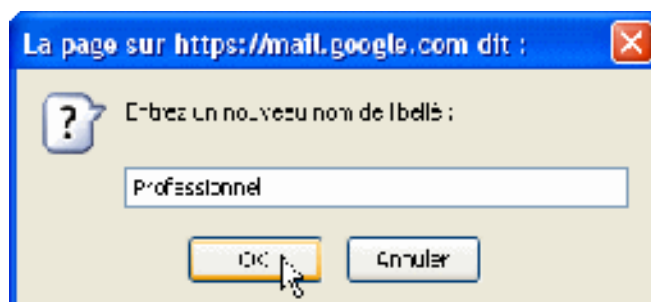 La page sur https://mail.google.com dit :
Entrez un nouveau nom de libellé :
Professionnel
OK
Annuler